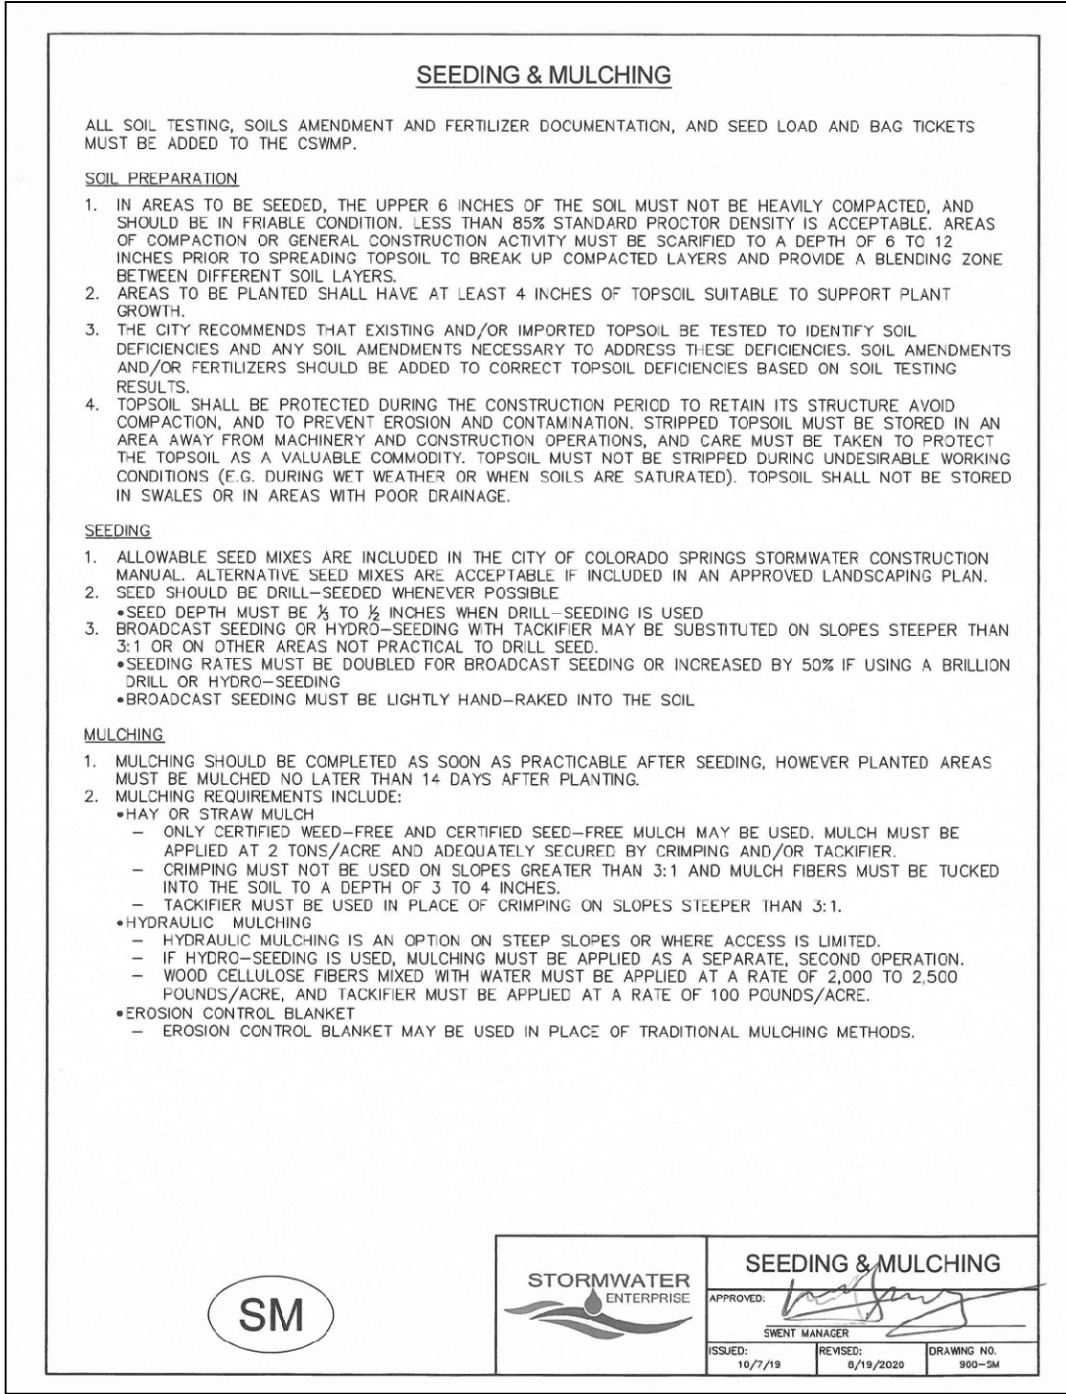 SEEDING & MULCHING
ALL SOIL TESTING, SOILS AMENDMENT AND FERTILIZER DOCUMENTATION, AND SEED LOAD AND BAG TICKETS
MUST BE ADDED TO THE CSWMP.
SOIL PREPARATION
1. IN AREAS TO BE SEEDED, THE UPPER 6 INCHES OF THE SOIL MUST NOT BE HEAVILY COMPACTED, AND
SHOULD BE IN FRIABLE CONDITION. LESS THAN 85% STANDARD PROCTOR DENSITY IS ACCEPTABLE. AREAS
OF COMPACTION OR GENERAL CONSTRUCTION ACTIVITY MUST BE SCARIFIED TO A DEPTH OF 6 TO 12
INCHES PRIOR TO SPREADING TOPSOIL TO BREAK UP COMPACTED LAYERS AND PROVIDE A BLENDING ZONE
BETWEEN DIFFERENT SOIL LAYERS.
2. AREAS TO BE PLANTED SHALL HAVE AT LEAST 4 INCHES OF TOPSOIL SUITABLE TO SUPPORT PLANT
GROWTH.
3. THE CITY RECOMMENDS THAT EXISTING AND/OR IMPORTED TOPSOIL BE TESTED TO IDENTIFY SOIL
DEFICIENCIES AND ANY SOIL AMENDMENTS NECESSARY TO ADDRESS THESE DEFICIENCIES. SOIL AMENDMENTS
AND/OR FERTILIZERS SHOULD BE ADDED TO CORRECT TOPSOIL DEFICIENCIES BASED ON SOIL TESTING
RESULTS.
4. TOPSOIL SHALL BE PROTECTED DURING THE CONSTRUCTION PERIOD TO RETAIN ITS STRUCTURE AVOID
COMPACTION, AND TO PREVENT EROSION AND CONTAMINATION. STRIPPED TOPSOIL MUST BE STORED IN AN
AREA AWAY FROM MACHINERY AND CONSTRUCTION OPERATIONS, AND CARE MUST BE TAKEN TO PROTECT
THE TOPSOIL AS A VALUABLE COMMODITY. TOPSOIL MUST NOT BE STRIPPED DURING UNDESIRABLE WORKING
CONDITIONS (E.G. DURING WET WEATHER OR WHEN SOILS ARE SATURATED). TOPSOIL SHALL NOT BE STORED
IN SWALES OR IN AREAS WITH POOR DRAINAGE.
SEEDING
1. ALLOWABLE SEED MIXES ARE INCLUDED IN THE CITY OF COLORADO SPRINGS STORMWATER CONSTRUCTION
MANUAL. ALTERNATIVE SEED MIXES ARE ACCEPTABLE IF INCLUDED IN AN APPROVED LANDSCAPING PLAN.
2. SEED SHOULD BE DRILL-SEEDED WHENEVER POSSIBLE
•SEED DEPTH MUST BE ⅓ TO ½ INCHES WHEN DRILL-SEEDING IS USED
3. BROADCAST SEEDING OR HYDRO-SEEDING WITH TACKIFIER MAY BE SUBSTITUTED ON SLOPES STEEPER THAN
3:1 OR ON OTHER AREAS NOT PRACTICAL TO DRILL SEED.
•SEEDING RATES MUST BE DOUBLED FOR BROADCAST SEEDING OR INCREASED BY 50% IF USING A BRILLION
DRILL OR HYDRO-SEEDING
•BROADCAST SEEDING MUST BE LIGHTLY HAND-RAKED INTO THE SOIL
MULCHING
1. MULCHING SHOULD BE COMPLETED AS SOON AS PRACTICABLE AFTER SEEDING, HOWEVER PLANTED AREAS
MUST BE MULCHED NO LATER THAN 14 DAYS AFTER PLANTING.
2. MULCHING REQUIREMENTS INCLUDE:
•HAY OR STRAW MULCH
– ONLY CERTIFIED WEED-FREE AND CERTIFIED SEED-FREE MULCH MAY BE USED. MULCH MUST BE
APPLIED AT 2 TONS/ACRE AND ADEQUATELY SECURED BY CRIMPING AND/OR TACKIFIER.
– CRIMPING MUST NOT BE USED ON SLOPES GREATER THAN 3:1 AND MULCH FIBERS MUST BE TUCKED
INTO THE SOIL TO A DEPTH OF 3 TO 4 INCHES.
– TACKIFIER MUST BE USED IN PLACE OF CRIMPING ON SLOPES STEEPER THAN 3:1.
•HYDRAULIC MULCHING
– HYDRAULIC MULCHING IS AN OPTION ON STEEP SLOPES OR WHERE ACCESS IS LIMITED.
– IF HYDRO-SEEDING IS USED, MULCHING MUST BE APPLIED AS A SEPARATE, SECOND OPERATION.
– WOOD CELLULOSE FIBERS MIXED WITH WATER MUST BE APPLIED AT A RATE OF 2,000 TO 2,500
POUNDS/ACRE, AND TACKIFIER MUST BE APPLIED AT A RATE OF 100 POUNDS/ACRE.
•EROSION CONTROL BLANKET
– EROSION CONTROL BLANKET MAY BE USED IN PLACE OF TRADITIONAL MULCHING METHODS.
SM
STORMWATER
ENTERPRISE
SEEDING & MULCHING
APPROVED:
SWENT MANAGER
ISSUED: REVISED: DRAWING NO.
10/7/19 8/19/2020 900-SM